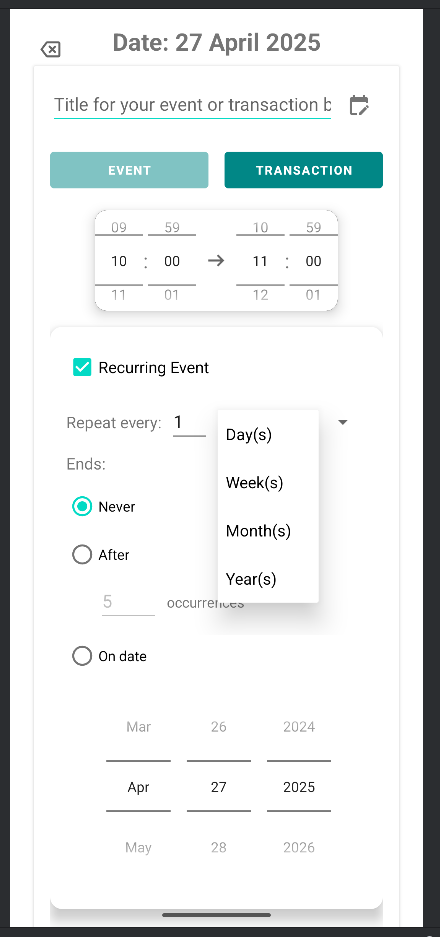 Date: 27 April 2025
Title for your event or transaction b
EVENT TRANSACTION
09 59 10 59
10 : 00 → 11 : 00
11 01 12 01
Recurring Event
Repeat every: 1
Day(s)
Week(s)
Month(s)
Year(s)
Ends:
Never
After
5 occurrences
On date
Mar 26 2024
Apr 27 2025
May 28 2026